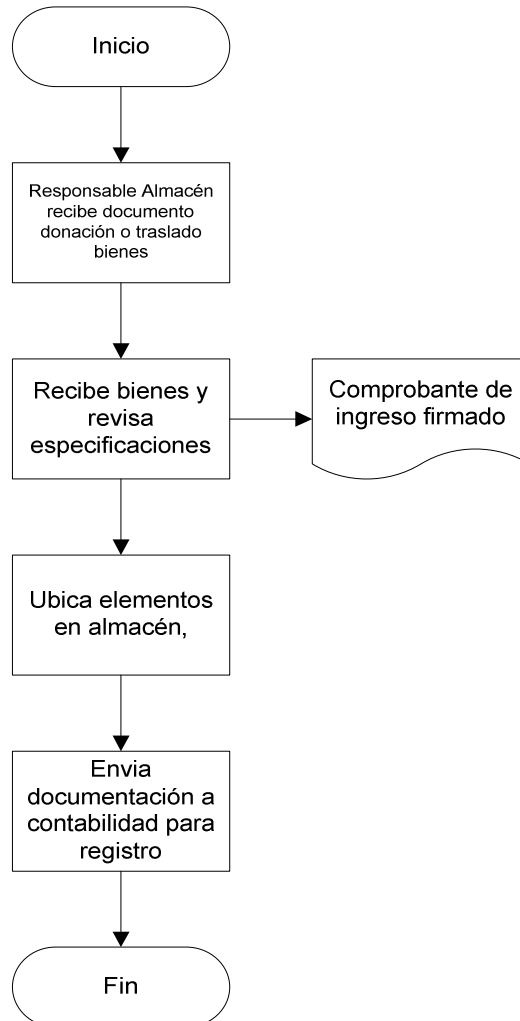 Inicio
Responsable Almacén
recibe documento
donación o traslado
bienes
Recibe bienes y
revisa
especificaciones
Comprobante de
ingreso firmado
Ubica elementos
en almacén,
Envia
documentación a
contabilidad para
registro
Fin